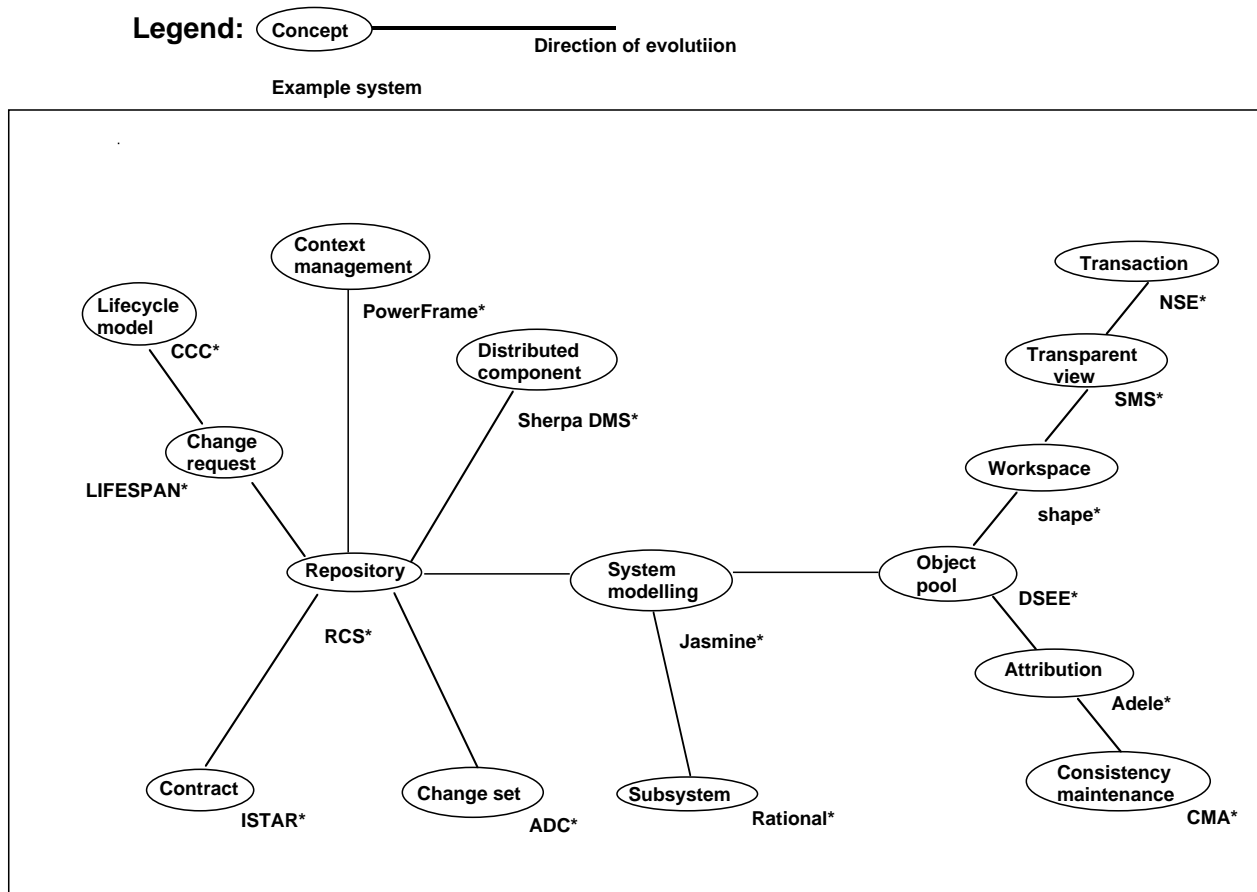 Legend:
Concept
Direction of evolutiion
Example system
Context
management
PowerFrame*
Transaction
NSE*
Lifecycle
model
CCC*
Distributed
component
Sherpa DMS*
Transparent
view
SMS*
Change
request
LIFESPAN*
Workspace
shape*
Repository
RCS*
System
modelling
Jasmine*
Object
pool
DSEE*
Attribution
Adele*
Contract
ISTAR*
Change set
ADC*
Subsystem
Rational*
Consistency
maintenance
CMA*